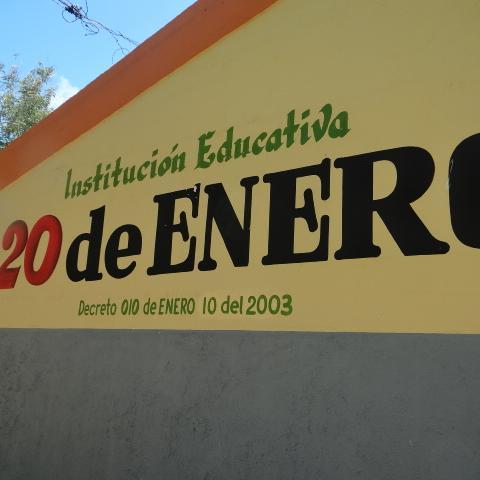 Institución Educativa
20 de ENERO
Decreto 010 de ENERO 10 del 2003